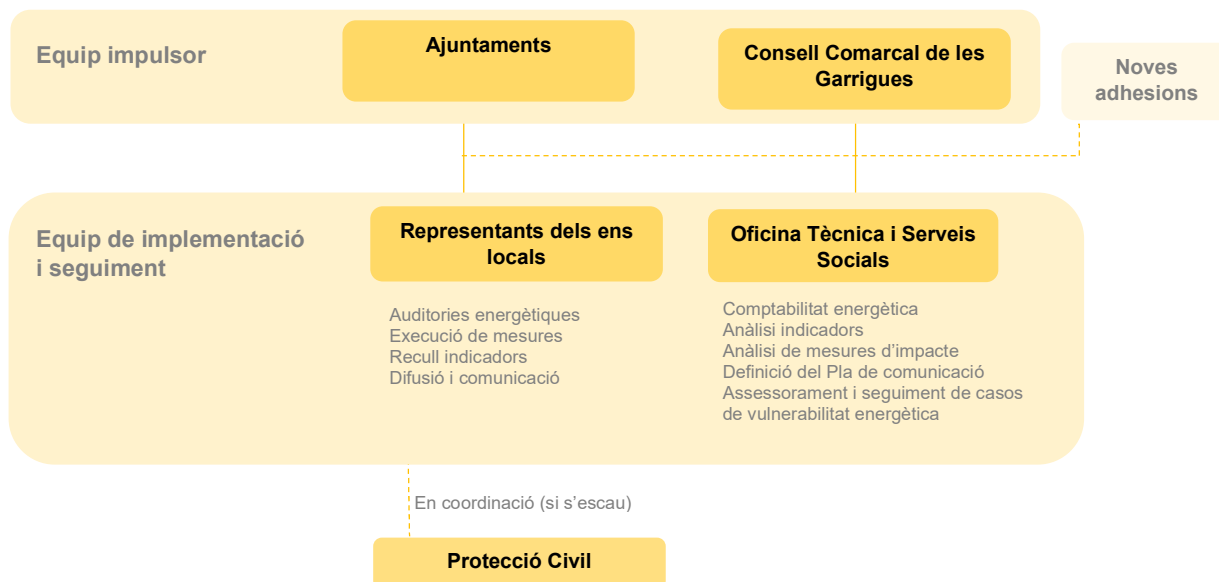 Equip impulsor
Ajuntaments
Consell Comarcal de les
Garrigues
Noves
adhesions
Equip de implementació
i seguiment
Representants dels ens
locals
Auditories energètiques
Execució de mesures
Recull indicadors
Difusió i comunicació
Oficina Tècnica i Serveis
Socials
Comptabilitat energètica
Anàlisi indicadors
Anàlisi de mesures d’impacte
Definició del Pla de comunicació
Assessorament i seguiment de casos
de vulnerabilitat energètica
En coordinació (si s’escau)
Protecció Civil